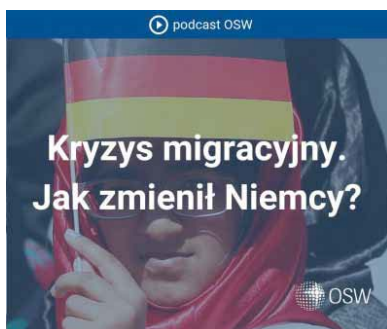 podcast OSW
Kryzys migracyjny.
Jak zmienił Niemcy?
OSW